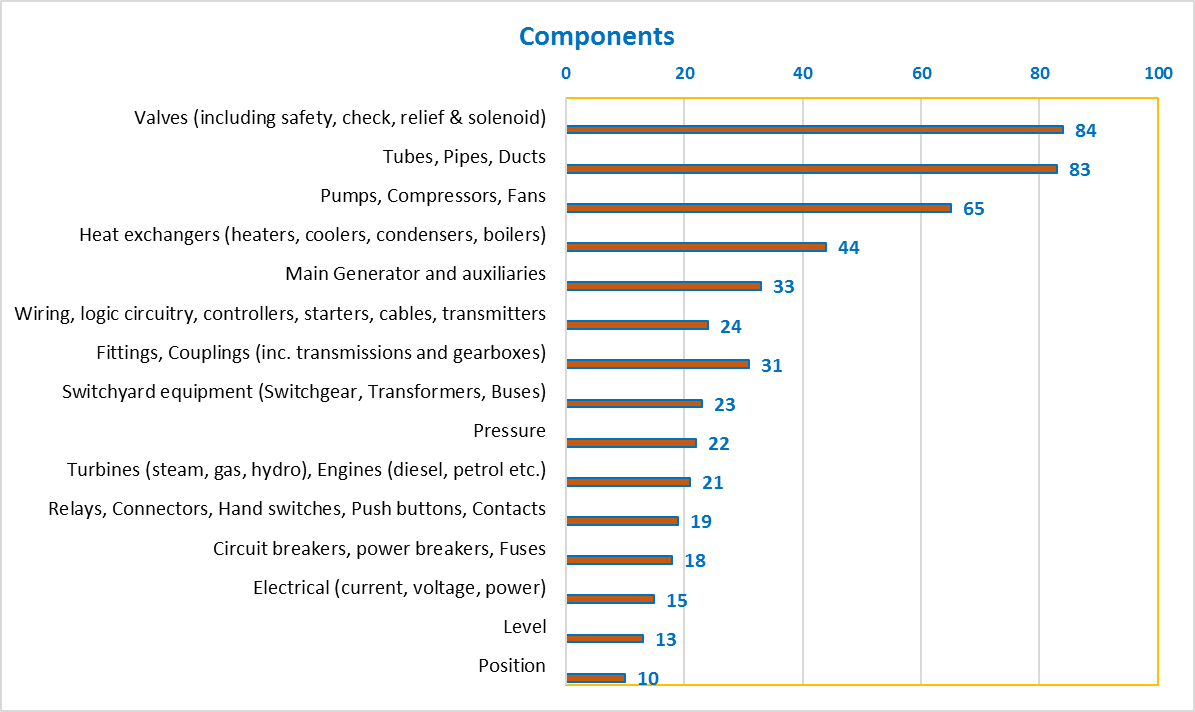 Components
0 20 40 60 80 100
Valves (including safety, check, relief & solenoid) 84
Tubes, Pipes, Ducts 83
Pumps, Compressors, Fans 65
Heat exchangers (heaters, coolers, condensers, boilers) 44
Main Generator and auxiliaries 33
Wiring, logic circuitry, controllers, starters, cables, transmitters 24
Fittings, Couplings (inc. transmissions and gearboxes) 31
Switchyard equipment (Switchgear, Transformers, Buses) 23
Pressure 22
Turbines (steam, gas, hydro), Engines (diesel, petrol etc.) 21
Relays, Connectors, Hand switches, Push buttons, Contacts 19
Circuit breakers, power breakers, Fuses 18
Electrical (current, voltage, power) 15
Level 13
Position 10